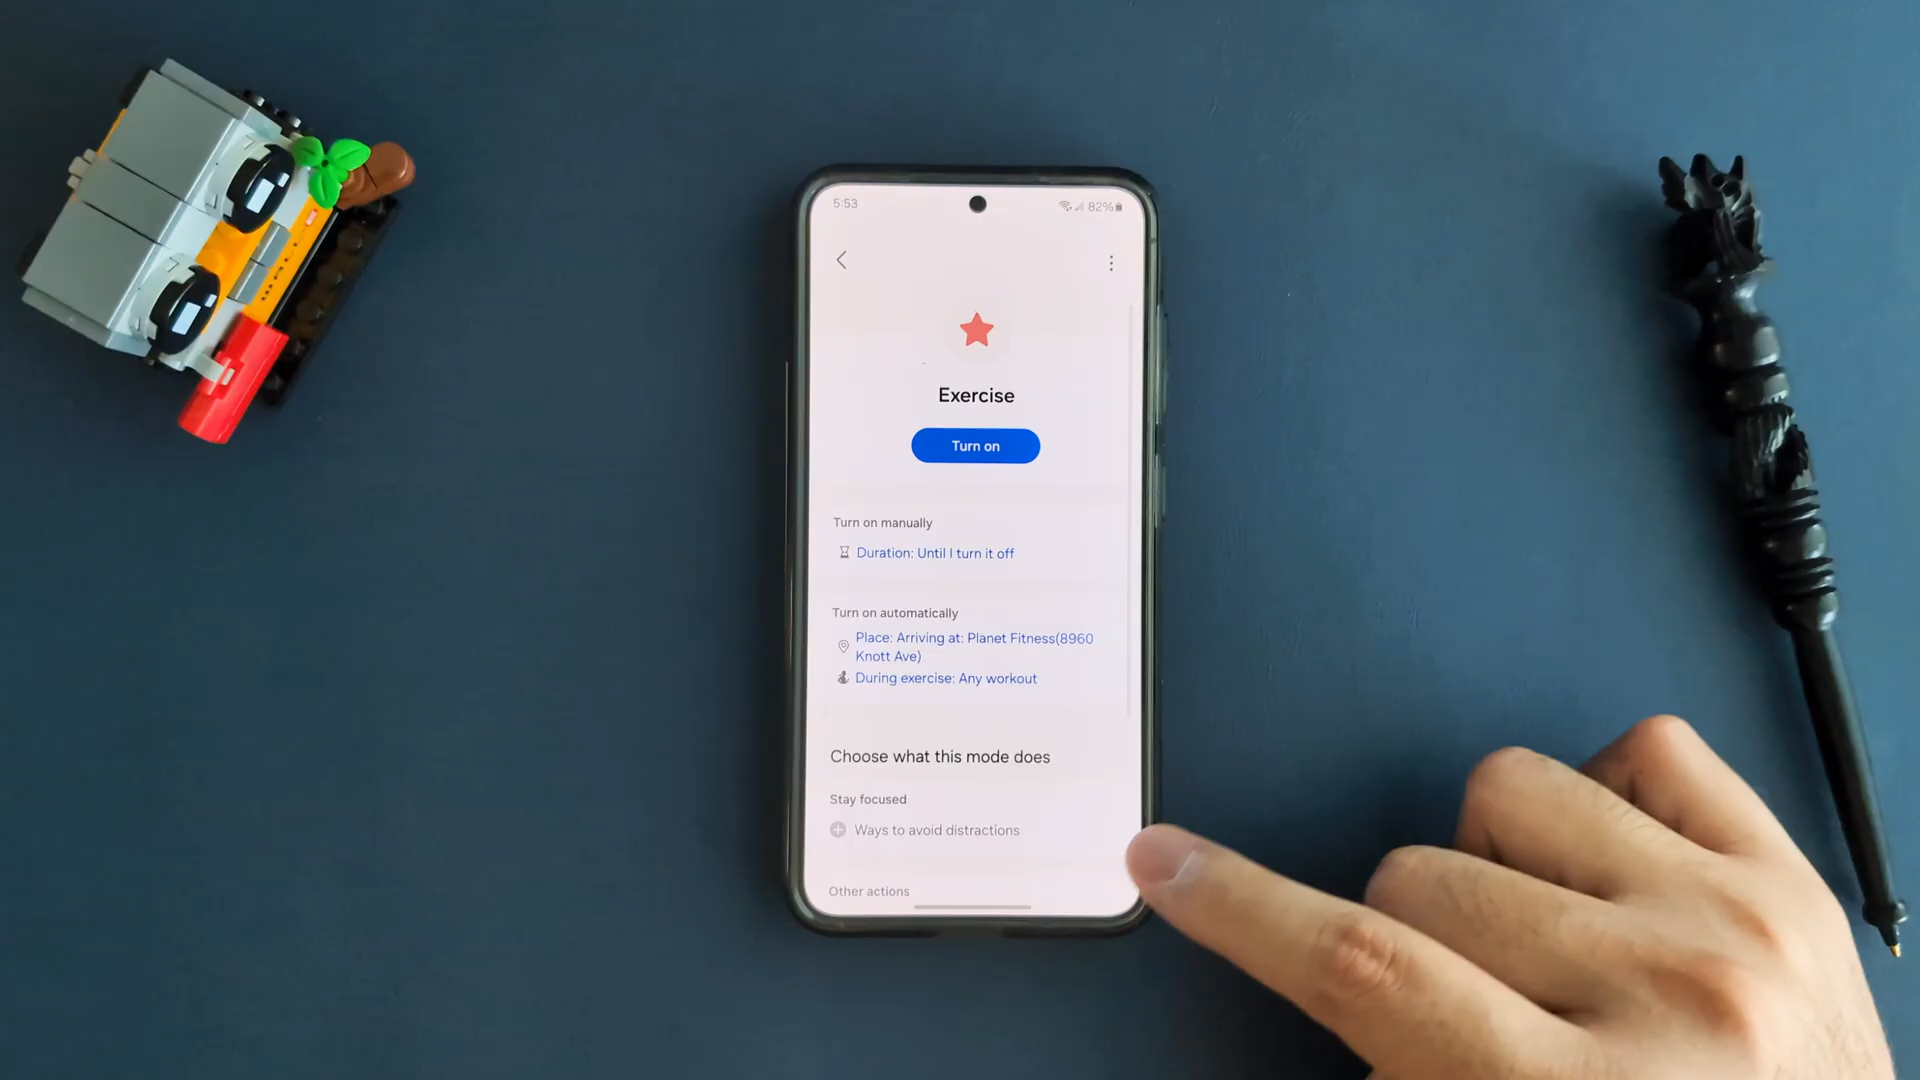 5:53
82%
Exercise
Turn on
Turn on manually
Duration: Until I turn it off
Turn on automatically
Place: Arriving at: Planet Fitness(8960
Knott Ave)
During exercise: Any workout
Choose what this mode does
Stay focused
Ways to avoid distractions
Other actions